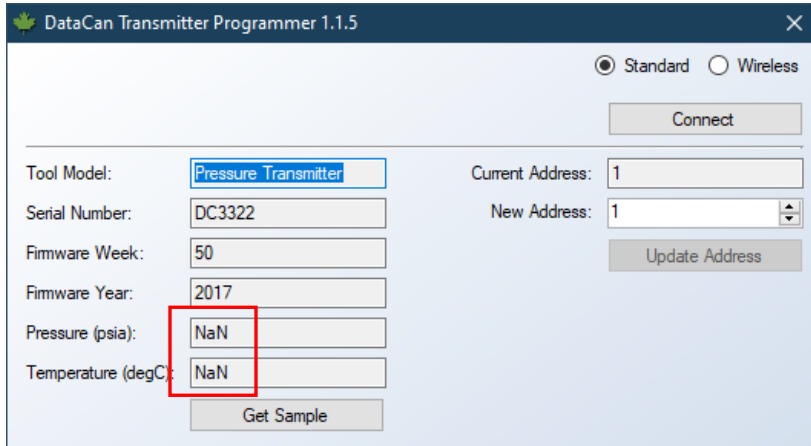 DataCan Transmitter Programmer 1.1.5
Standard Wireless
Connect
Tool Model: Pressure Transmitter Current Address: 1
Serial Number: DC3322 New Address: 1
Firmware Week: 50 Update Address
Firmware Year: 2017
Pressure (psia): NaN
Temperature (degC): NaN
Get Sample